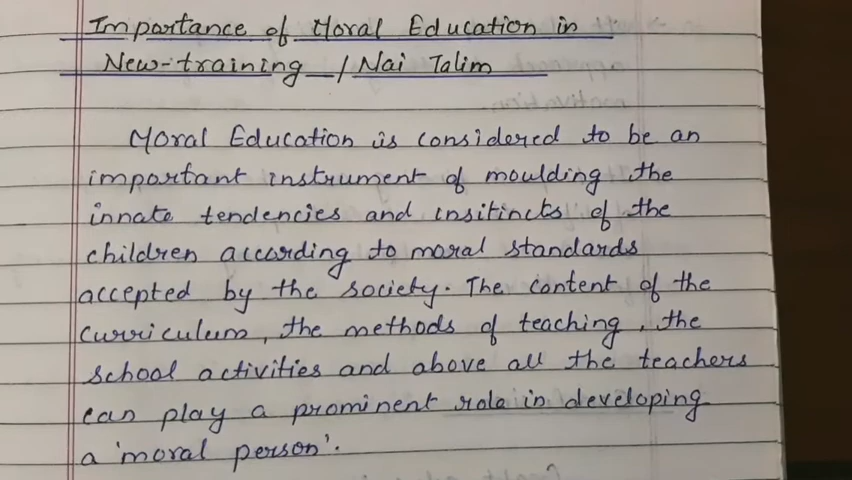 Importance of Moral Education in
New-training / Nai Talim
Moral Education is considered to be an
important instrument of moulding the
innate tendencies and insitincts of the
children according to moral standards
accepted by the society. The content of the
curriculum, the methods of teaching, the
school activities and above all the teachers
can play a prominent role in developing
a 'moral person'.